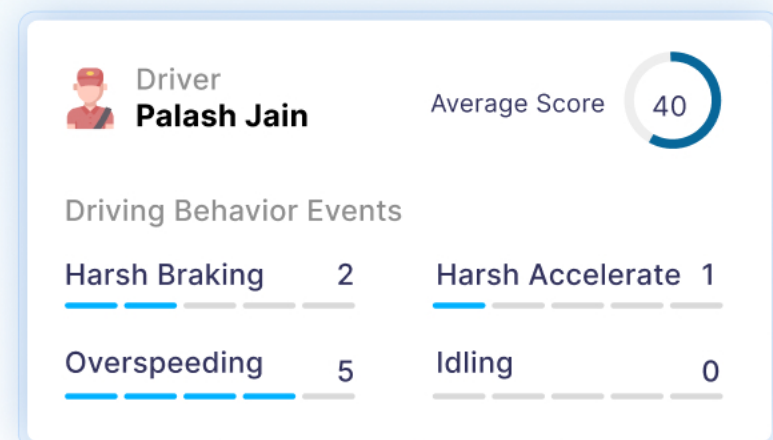 Driver
Palash Jain
Average Score
40
Driving Behavior Events
Harsh Braking 2
Harsh Accelerate 1
Overspeeding 5
Idling 0